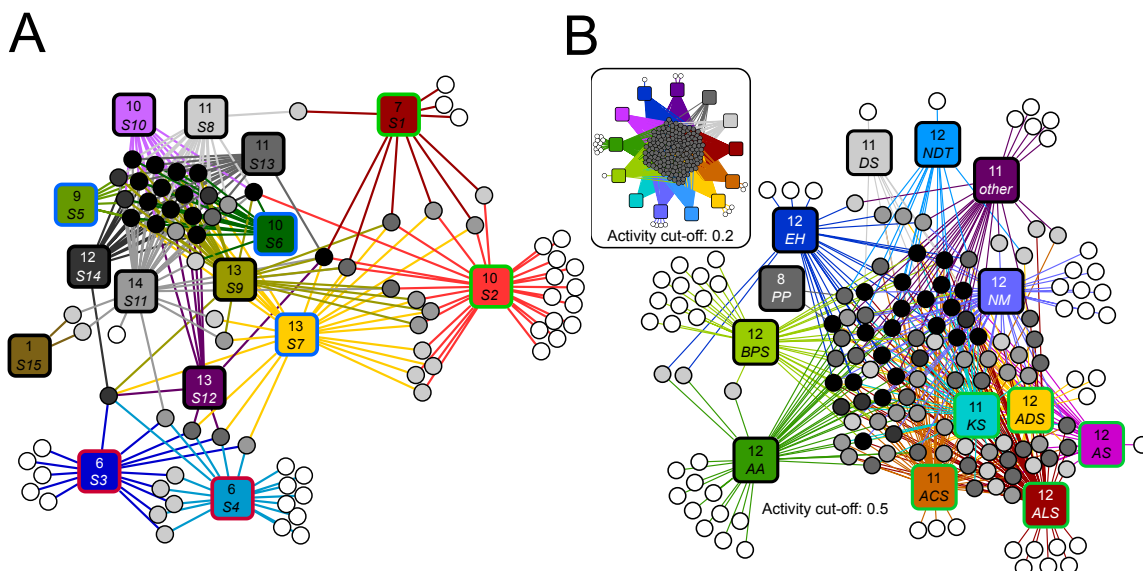 A
B
10
S10
11
S8
7
S1
11
S13
9
S5
10
S6
12
S14
14
S11
13
S9
10
S2
1
S15
13
S7
13
S12
6
S3
6
S4
Activity cut-off: 0.2
11
DS
12
NDT
11
other
12
EH
8
PP
12
NM
12
BPS
11
KS
12
ADS
12
AS
12
AA
11
ACS
12
ALS
Activity cut-off: 0.5